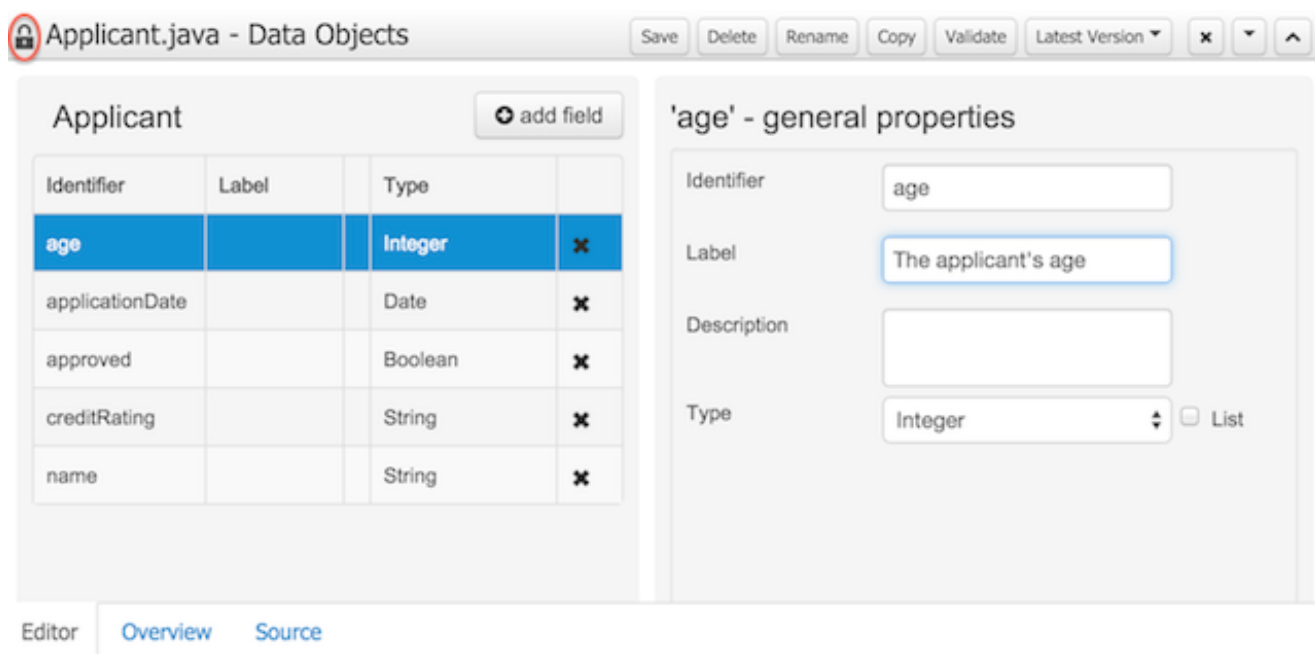 Applicant.java - Data Objects
Save Delete Rename Copy Validate Latest Version
Applicant
add field
Identifier Label Type
age Integer
applicationDate Date
approved Boolean
creditRating String
name String
'age' - general properties
Identifier age
Label The applicant's age
Description
Type Integer List
Editor Overview Source